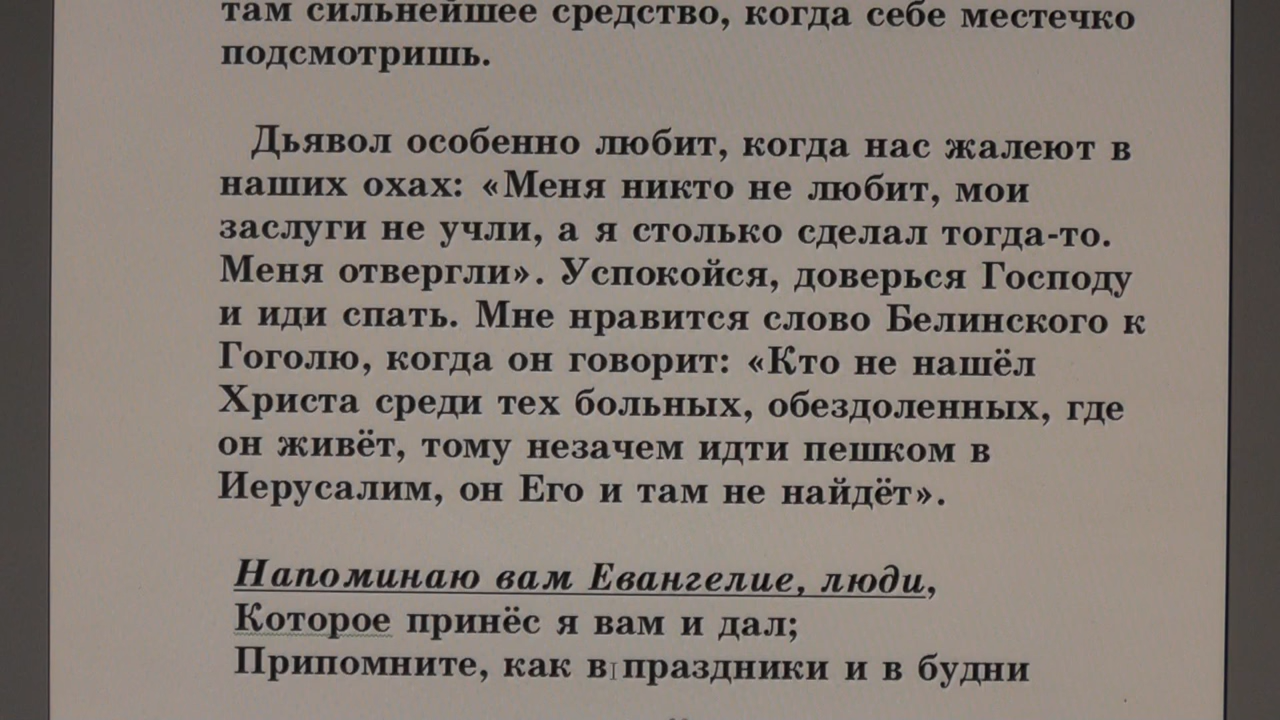 там сильнейшее средство, когда себе местечко
подсмотришь.
Дьявол особенно любит, когда нас жалеют в
наших охах: «Меня никто не любит, мои
заслуги не учли, а я столько сделал тогда-то.
Меня отвергли». Успокойся, доверься Господу
и иди спать. Мне нравится слово Белинского к
Гоголю, когда он говорит: «Кто не нашёл
Христа среди тех больных, обездоленных, где
он живёт, тому незачем идти пешком в
Иерусалим, он Его и там не найдёт».
Напоминаю вам Евангелие, люди,
Которое принёс я вам и дал;
Припомните, как в праздники и в будни